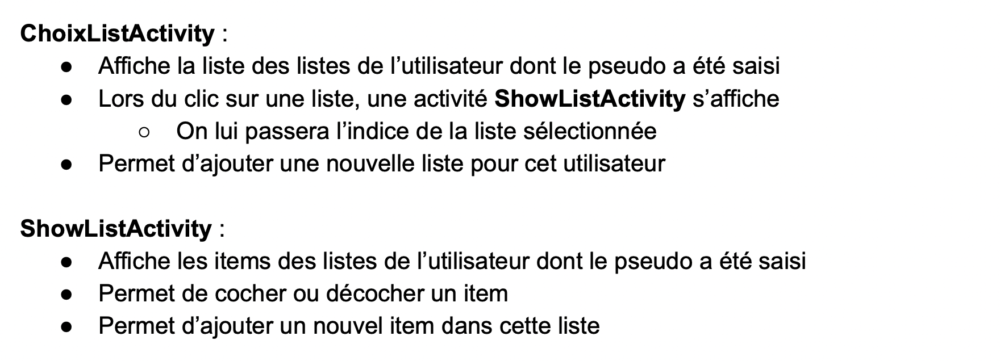 ChoixListActivity :
● Affiche la liste des listes de l’utilisateur dont le pseudo a été saisi
● Lors du clic sur une liste, une activité ShowListActivity s’affiche
○ On lui passera l’indice de la liste sélectionnée
● Permet d’ajouter une nouvelle liste pour cet utilisateur
ShowListActivity :
● Affiche les items des listes de l’utilisateur dont le pseudo a été saisi
● Permet de cocher ou décocher un item
● Permet d’ajouter un nouvel item dans cette liste